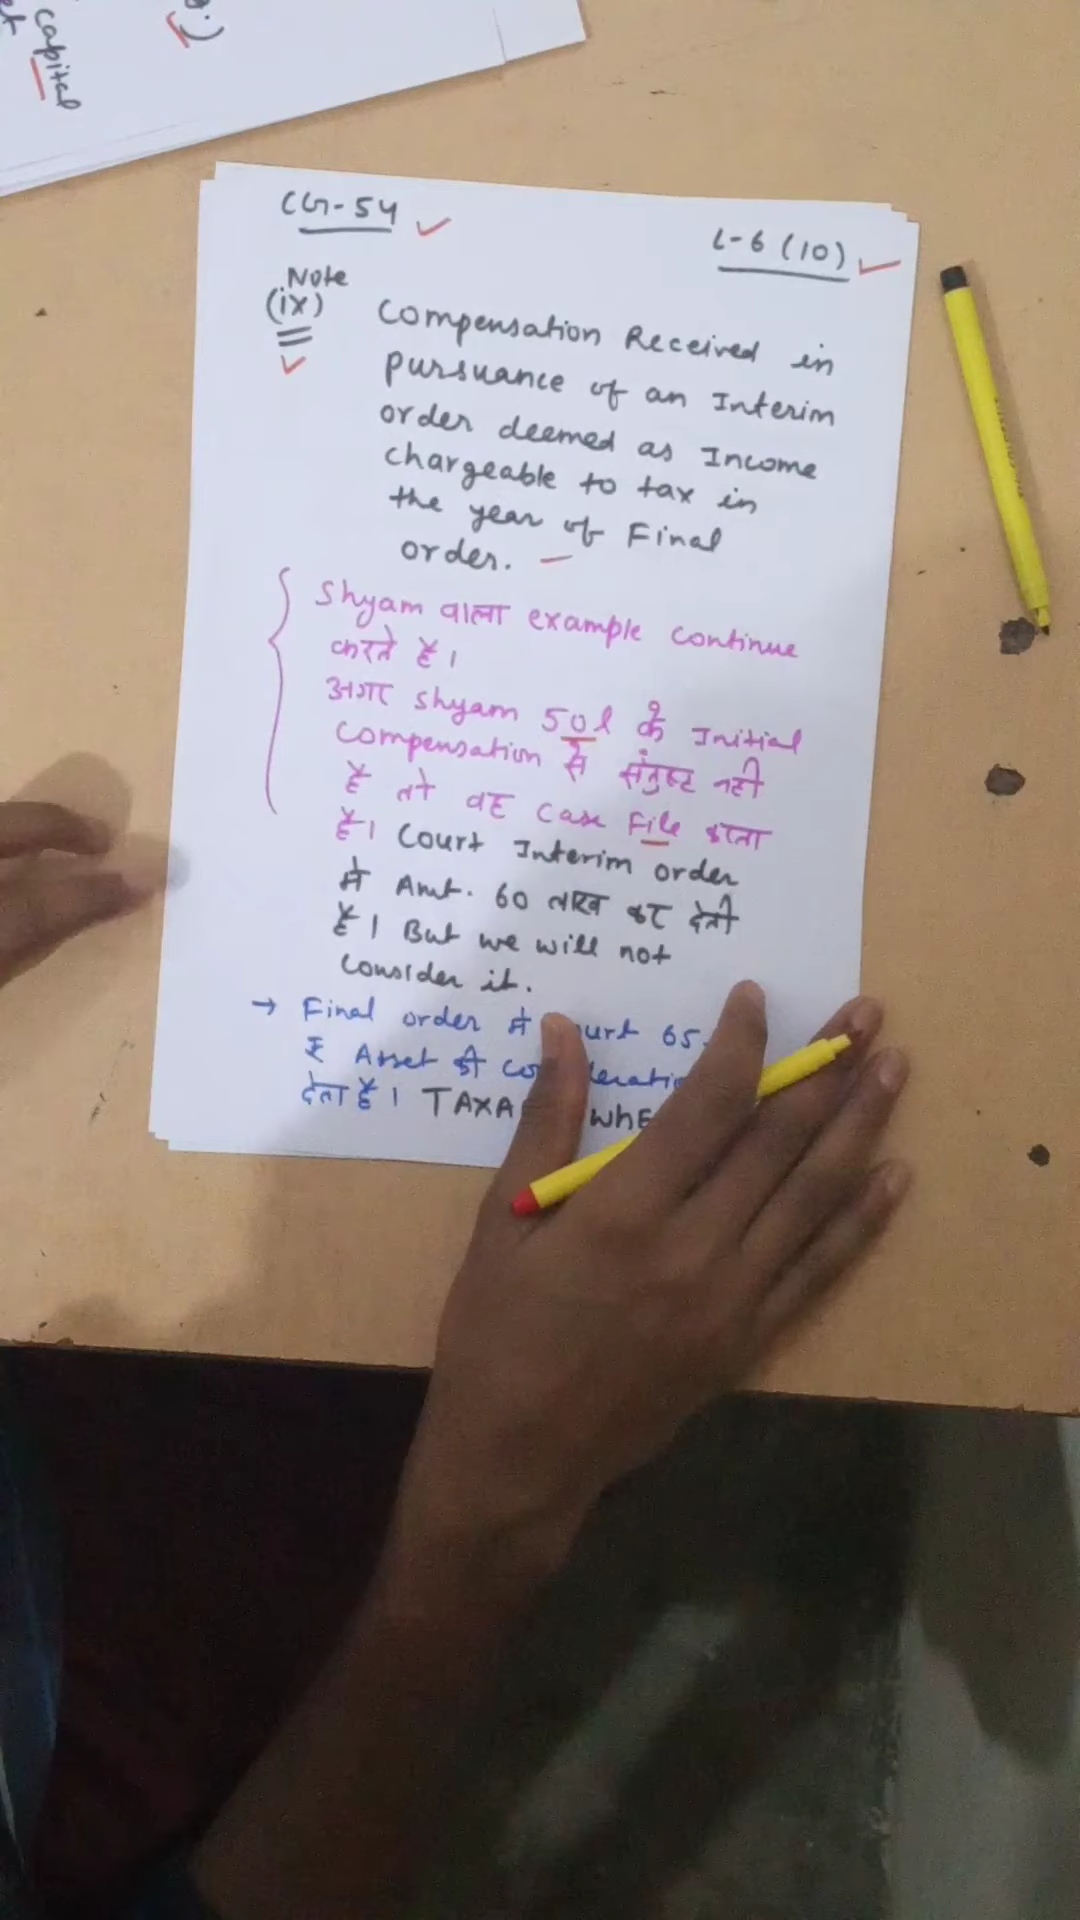 capital
CG-54
L-6 (10)
Note
(ix) Compensation Received in
pursuance of an Interim
order deemed as Income
chargeable to tax in
the year of Final
order.
Shyam वाला example continue
करते है।
अगर Shyam 50l के Initial
Compensation से संतुष्ट नही
है तो वह Case File करता
है। Court Interim order
मे Amt. 60 लाख कर देती
है। But we will not
consider it.
→ Final order मे 65
₹ Asset की
देता है। TAXA